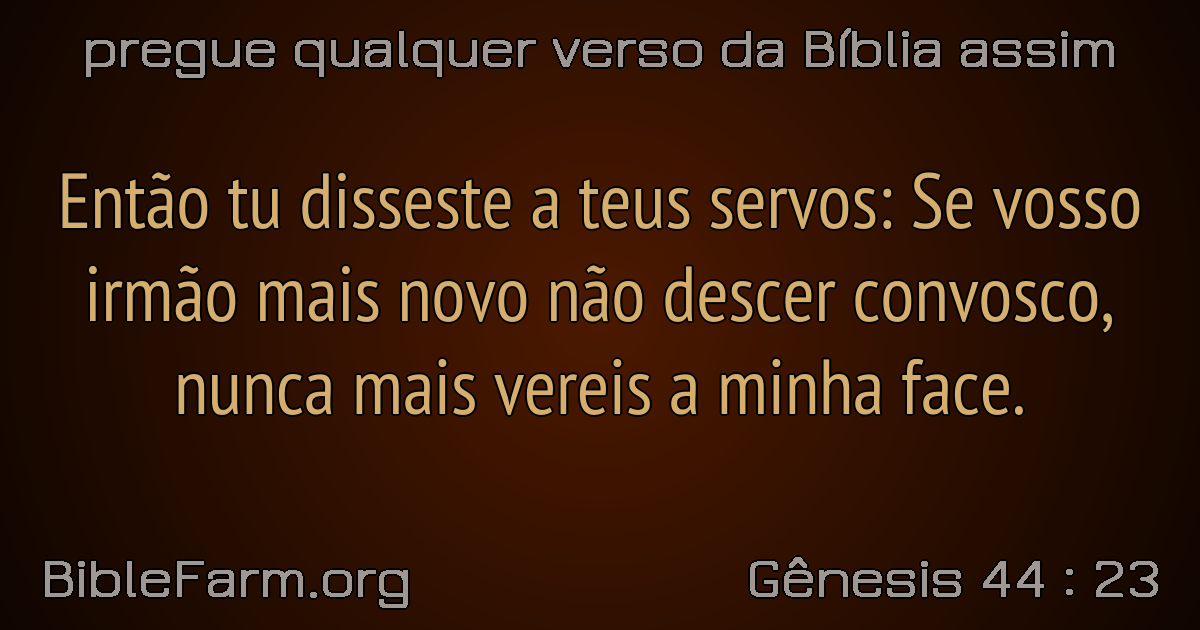 pregue qualquer verso da Bíblia assim
Então tu disseste a teus servos: Se vosso
irmão mais novo não descer convosco,
nunca mais vereis a minha face.
BibleFarm.org
Gênesis 44 : 23